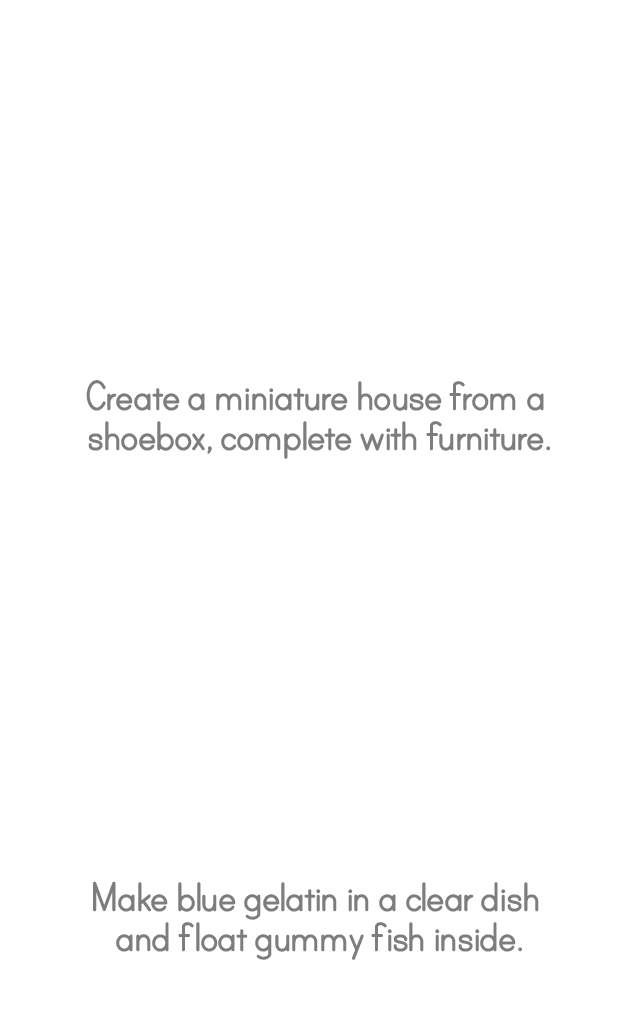 Create a miniature house from a
shoebox, complete with furniture.
Make blue gelatin in a clear dish
and float gummy fish inside.